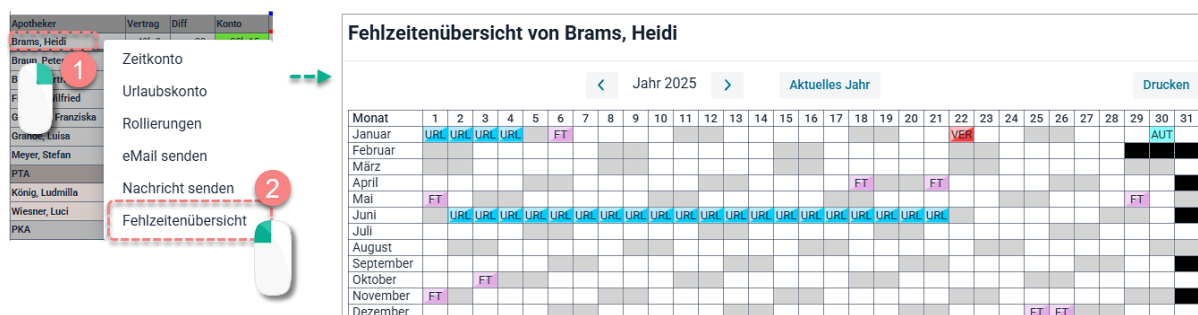 Apotheker Vertrag Diff Konto
Brams, Heidi
Braun, Peter
1
Wilfried
Franziska
Grande, Luisa
Meyer, Stefan
PTA
König, Ludmilla
Wiesner, Luci
PKA
Zeitkonto
Urlaubskonto
Rollierungen
eMail senden
Nachricht senden
2
Fehlzeitenübersicht
Fehlzeitenübersicht von Brams, Heidi
Jahr 2025 Aktuelles Jahr Drucken
Monat 1 2 3 4 5 6 7 8 9 10 11 12 13 14 15 16 17 18 19 20 21 22 23 24 25 26 27 28 29 30 31
Januar URL URL URL URL FT VER AUT
Februar
März
April FT FT
Mai FT FT
Juni URL URL URL URL URL URL URL URL URL URL URL URL URL URL URL URL URL URL URL URL
Juli
August
September
Oktober FT
November FT
Dezember FT FT